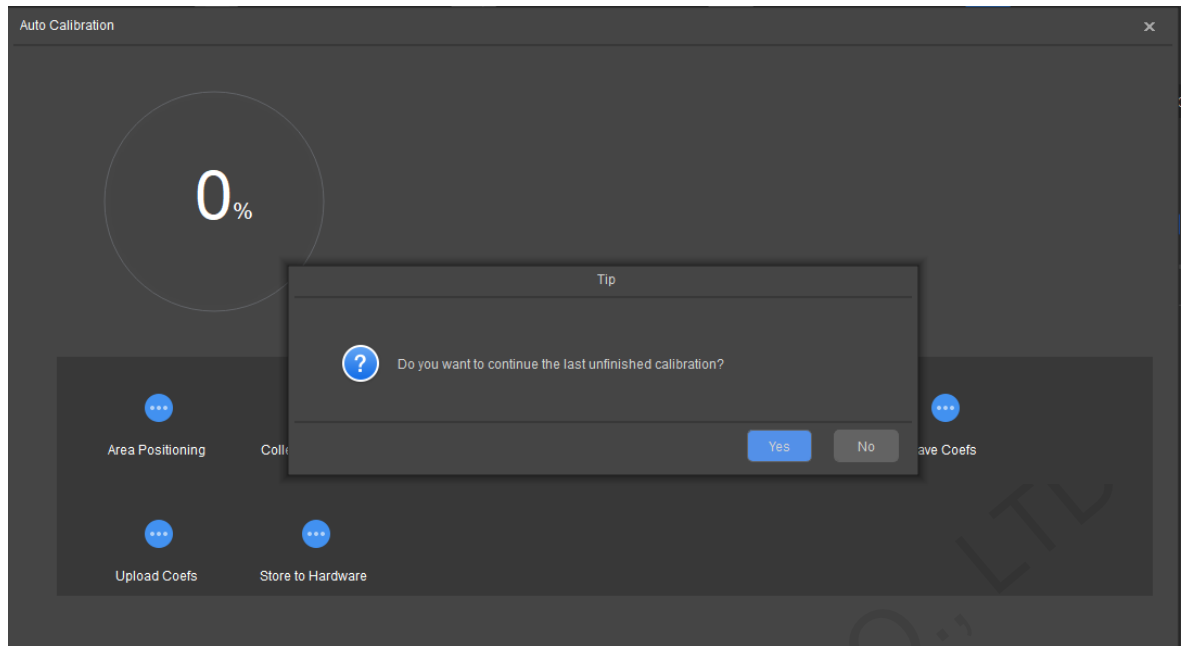 Auto Calibration
0%
Tip
Do you want to continue the last unfinished calibration?
Yes No
Area Positioning
Coefs
Upload Coefs
Store to Hardware
LTD